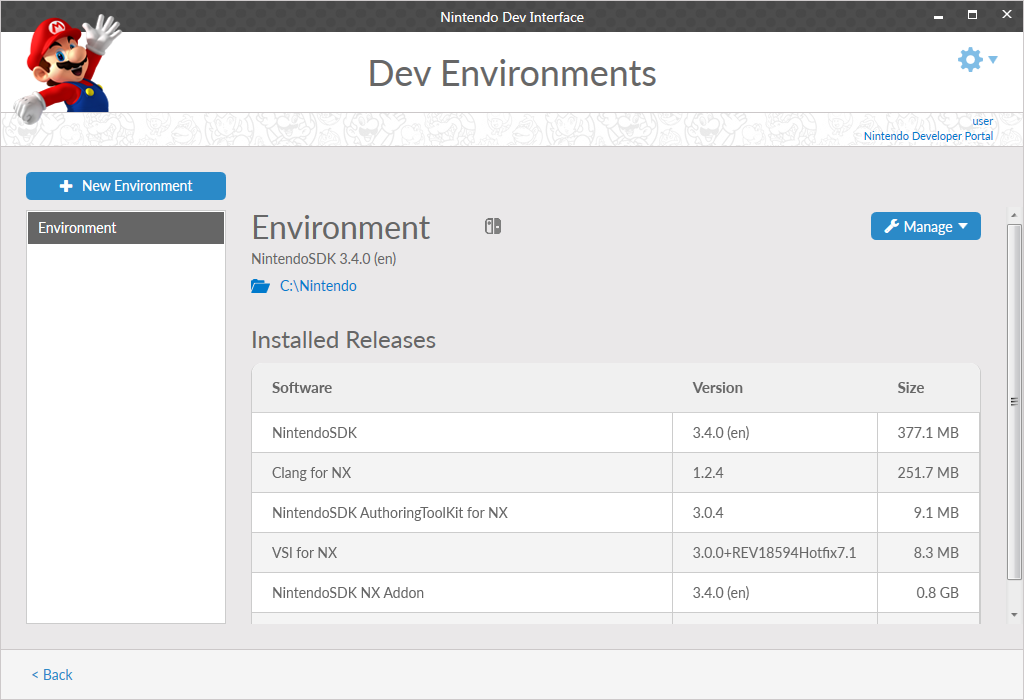 Nintendo Dev Interface
Dev Environments
user
Nintendo Developer Portal
New Environment
Environment
Environment
Manage
NintendoSDK 3.4.0 (en)
C:\Nintendo
Installed Releases
Software Version Size
NintendoSDK 3.4.0 (en) 377.1 MB
Clang for NX 1.2.4 251.7 MB
NintendoSDK AuthoringToolKit for NX 3.0.4 9.1 MB
VSI for NX 3.0.0+REV18594Hotfix7.1 8.3 MB
NintendoSDK NX Addon 3.4.0 (en) 0.8 GB
< Back